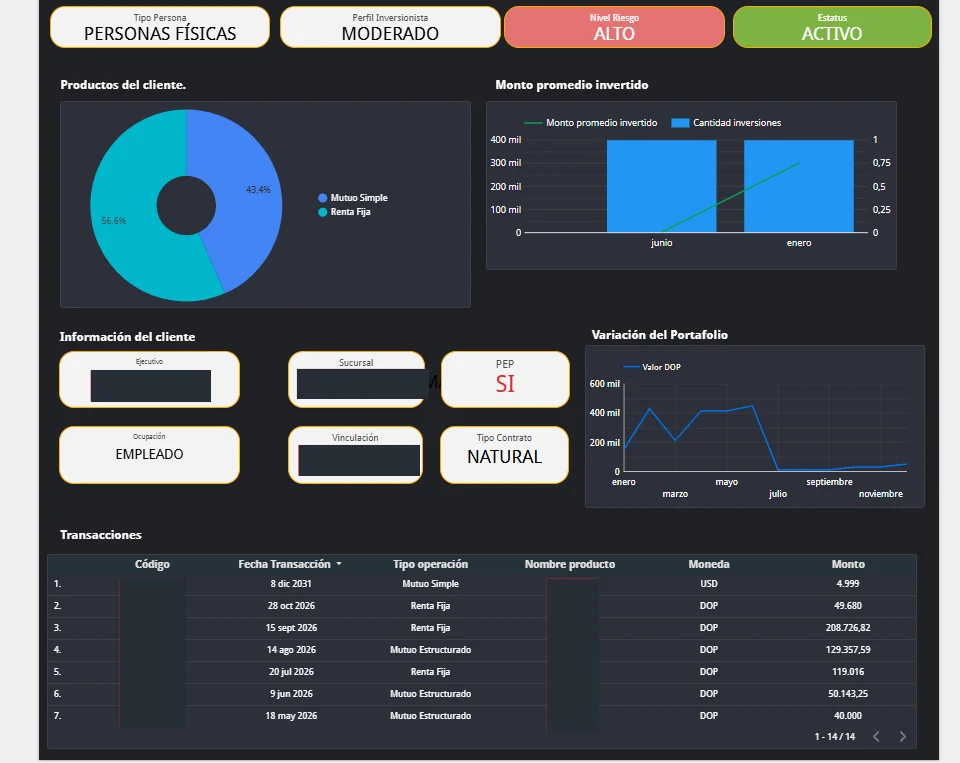 Tipo Persona
PERSONAS FÍSICAS
Perfil Inversionista
MODERADO
Nivel Riesgo
ALTO
Estatus
ACTIVO
Productos del cliente.
43,4%
56,6%
Mutuo Simple
Renta Fija
Monto promedio invertido
Monto promedio invertido Cantidad inversiones
400 mil 1
300 mil 0,75
200 mil 0,5
100 mil 0,25
0 0
junio enero
Información del cliente
Ejecutivo
Sucursal
PEP
SI
Ocupación
EMPLEADO
Vinculación
Tipo Contrato
NATURAL
Variación del Portafolio
Valor DOP
600 mil
400 mil
200 mil
0
enero mayo septiembre
marzo julio noviembre
Transacciones
Código Fecha Transacción Tipo operación Nombre producto Moneda Monto
1. 8 dic 2031 Mutuo Simple USD 4.999
2. 28 oct 2026 Renta Fija DOP 49.680
3. 15 sept 2026 Renta Fija DOP 208.726,82
4. 14 ago 2026 Mutuo Estructurado DOP 129.357,59
5. 20 jul 2026 Renta Fija DOP 119.016
6. 9 jun 2026 Mutuo Estructurado DOP 50.143,25
7. 18 may 2026 Mutuo Estructurado DOP 40.000
1 - 14 / 14